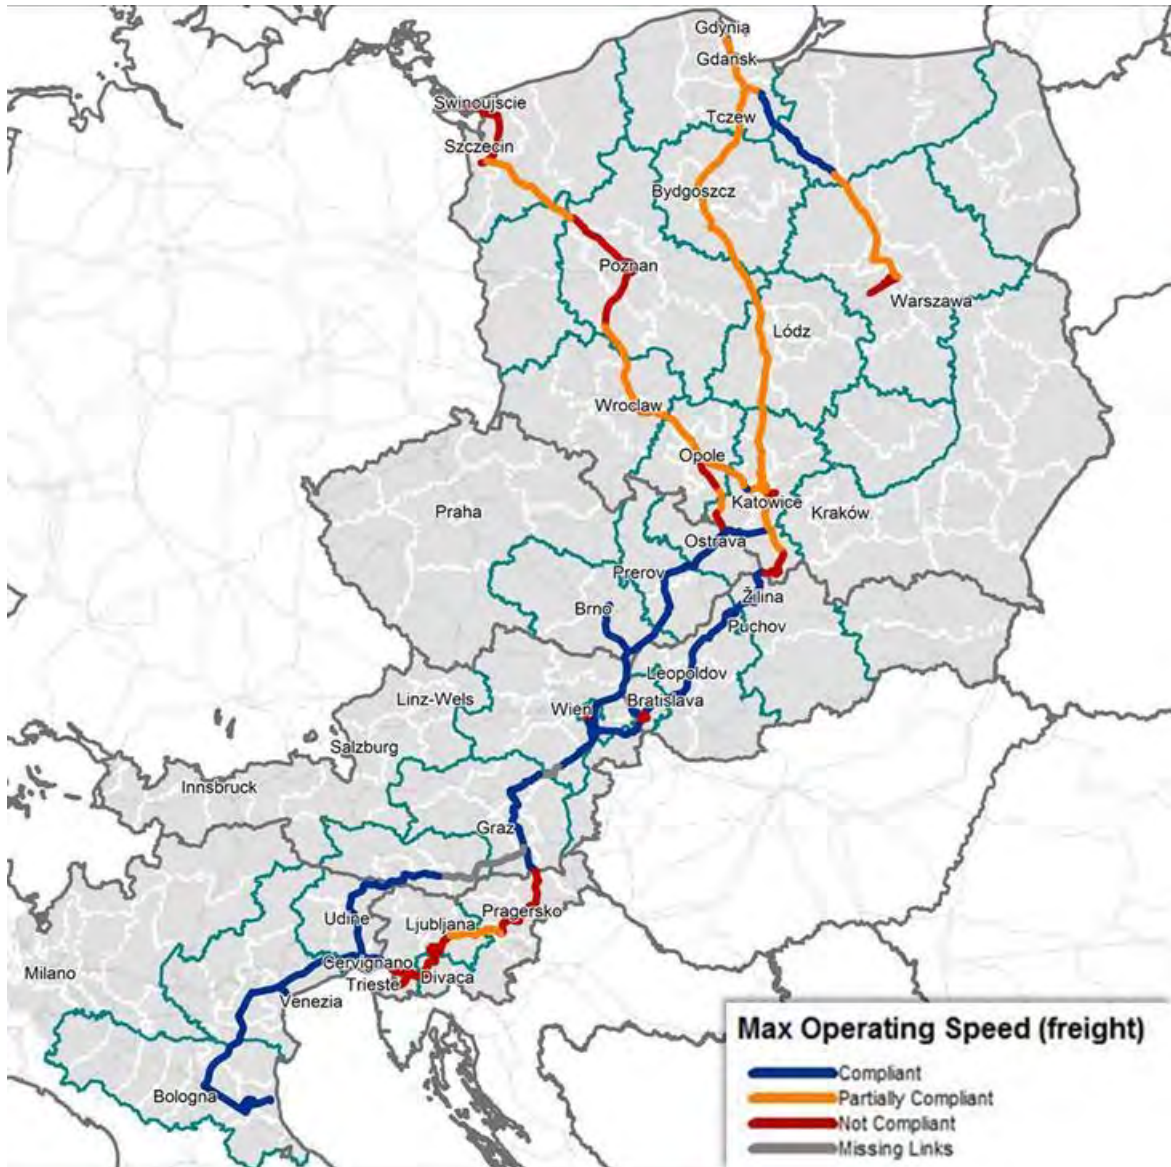 Gdynia
Gdańsk
Swinoujscie
Tczew
Szczecin
Bydgoszcz
Poznan
Warszawa
Lódz
Wroclaw
Opole
Katowice
Praha
Kraków
Ostrava
Prerov
Žilina
Brno
Puchov
Leopoldov
Linz-Wels
Bratislava
Wien
Salzburg
Innsbruck
Graz
Pragersko
Udine
Ljubljana
Cervignano
Milano
Divaca
Trieste
Venezia
Bologna
Max Operating Speed (freight)
Compliant
Partially Compliant
Not Compliant
Missing Links